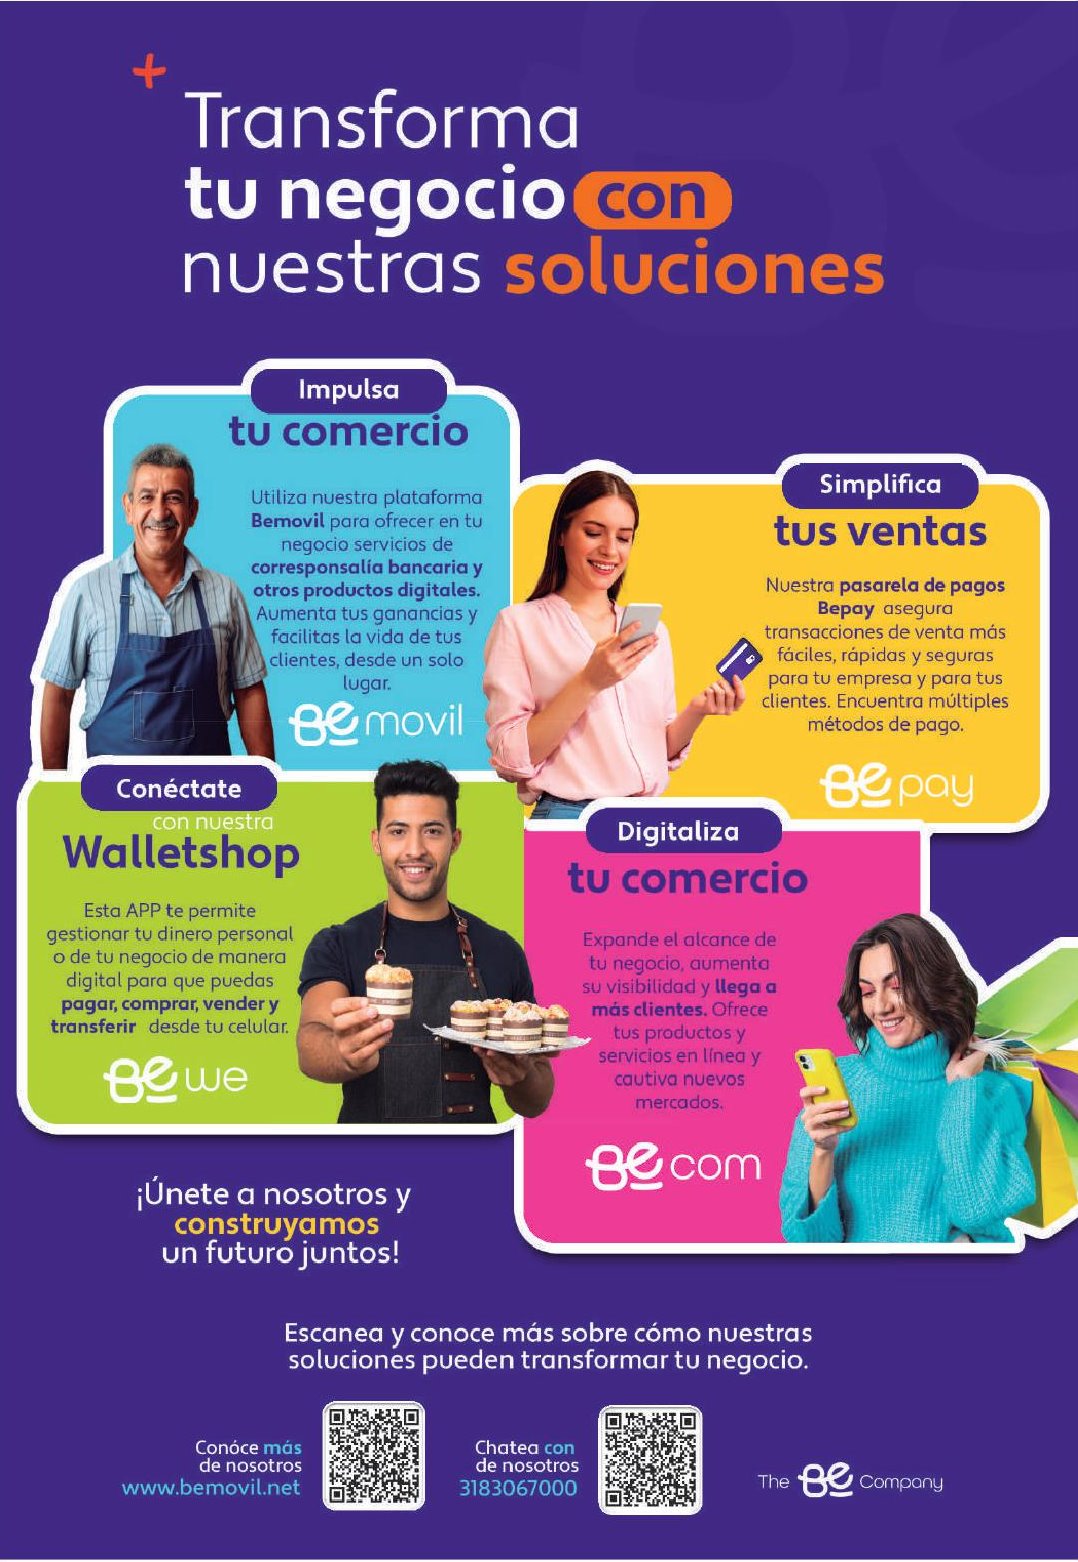 Transforma
tu negocio con
nuestras soluciones
Impulsa
tu comercio
Utiliza nuestra plataforma
Bemovil para ofrecer en tu
negocio servicios de
corresponsalía bancaria y
otros productos digitales.
Aumenta tus ganancias y
facilitas la vida de tus
clientes, desde un solo
lugar.
BE movil
Simplifica
tus ventas
Nuestra pasarela de pagos
Bepay asegura
transacciones de venta más
fáciles, rápidas y seguras
para tu empresa y para tus
clientes. Encuentra múltiples
métodos de pago.
BE pay
Conéctate
con nuestra
Walletshop
Esta APP te permite
gestionar tu dinero personal
o de tu negocio de manera
digital para que puedas
pagar, comprar, vender y
transferir desde tu celular.
BE we
Digitaliza
tu comercio
Expande el alcance de
tu negocio, aumenta
su visibilidad y llega a
más clientes. Ofrece
tus productos y
servicios en línea y
cautiva nuevos
mercados.
BE com
¡Únete a nosotros y
construyamos
un futuro juntos!
Escanea y conoce más sobre cómo nuestras
soluciones pueden transformar tu negocio.
Conóce más
de nosotros
www.bemovil.net
Chatea con
de nosotros
3183067000
The BE Company